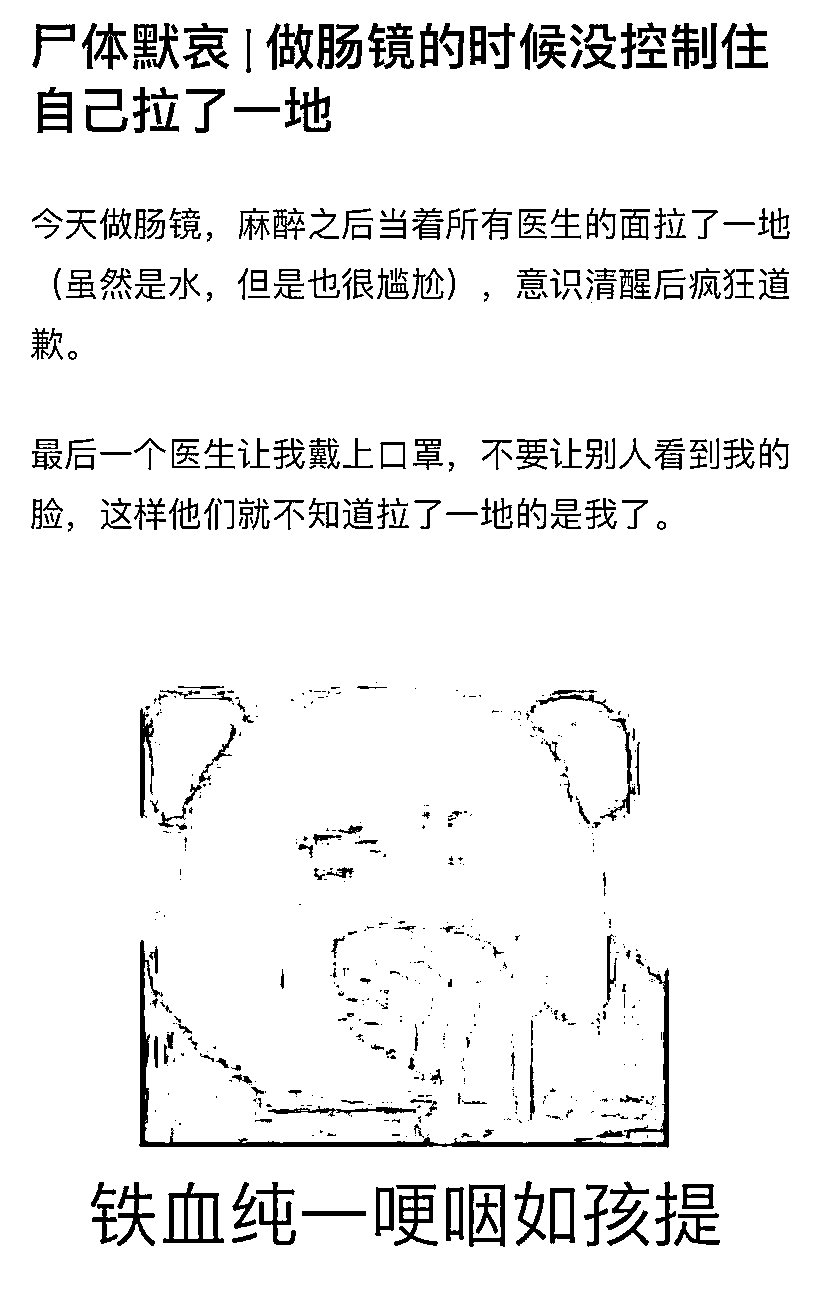 尸体默哀|做肠镜的时候没控制住
自己拉了一地
今天做肠镜，麻醉之后当着所有医生的面拉了一地
（虽然是水，但是也很尴尬），意识清醒后疯狂道
歉。
最后一个医生让我戴上口罩，不要让别人看到我的
脸，这样他们就不知道拉了一地的是我了。
铁血纯一哽咽如孩提